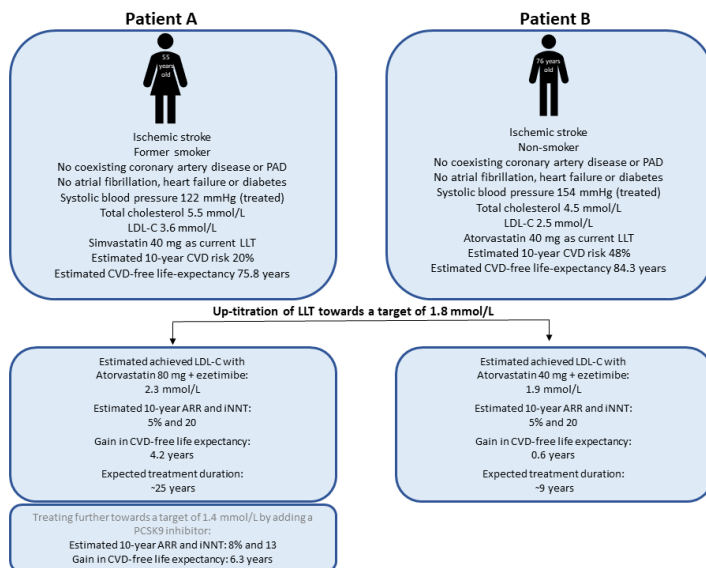 Patient A
55
years
old
Ischemic stroke
Former smoker
No coexisting coronary artery disease or PAD
No atrial fibrillation, heart failure or diabetes
Systolic blood pressure 122 mmHg (treated)
Total cholesterol 5.5 mmol/L
LDL-C 3.6 mmol/L
Simvastatin 40 mg as current LLT
Estimated 10-year CVD risk 20%
Estimated CVD-free life-expectancy 75.8 years
Patient B
76 years
old
Ischemic stroke
Non-smoker
No coexisting coronary artery disease or PAD
No atrial fibrillation, heart failure or diabetes
Systolic blood pressure 154 mmHg (treated)
Total cholesterol 4.5 mmol/L
LDL-C 2.5 mmol/L
Atorvastatin 40 mg as current LLT
Estimated 10-year CVD risk 48%
Estimated CVD-free life-expectancy 84.3 years
Up-titration of LLT towards a target of 1.8 mmol/L
Estimated achieved LDL-C with
Atorvastatin 80 mg + ezetimibe:
2.3 mmol/L
Estimated 10-year ARR and iNNT:
5% and 20
Gain in CVD-free life expectancy:
4.2 years
Expected treatment duration:
~25 years
Estimated achieved LDL-C with
Atorvastatin 40 mg + ezetimibe:
1.9 mmol/L
Estimated 10-year ARR and iNNT:
5% and 20
Gain in CVD-free life expectancy:
0.6 years
Expected treatment duration:
~9 years
Treating further towards a target of 1.4 mmol/L by adding a
PCSK9 inhibitor:
Estimated 10-year ARR and iNNT: 8% and 13
Gain in CVD-free life expectancy: 6.3 years